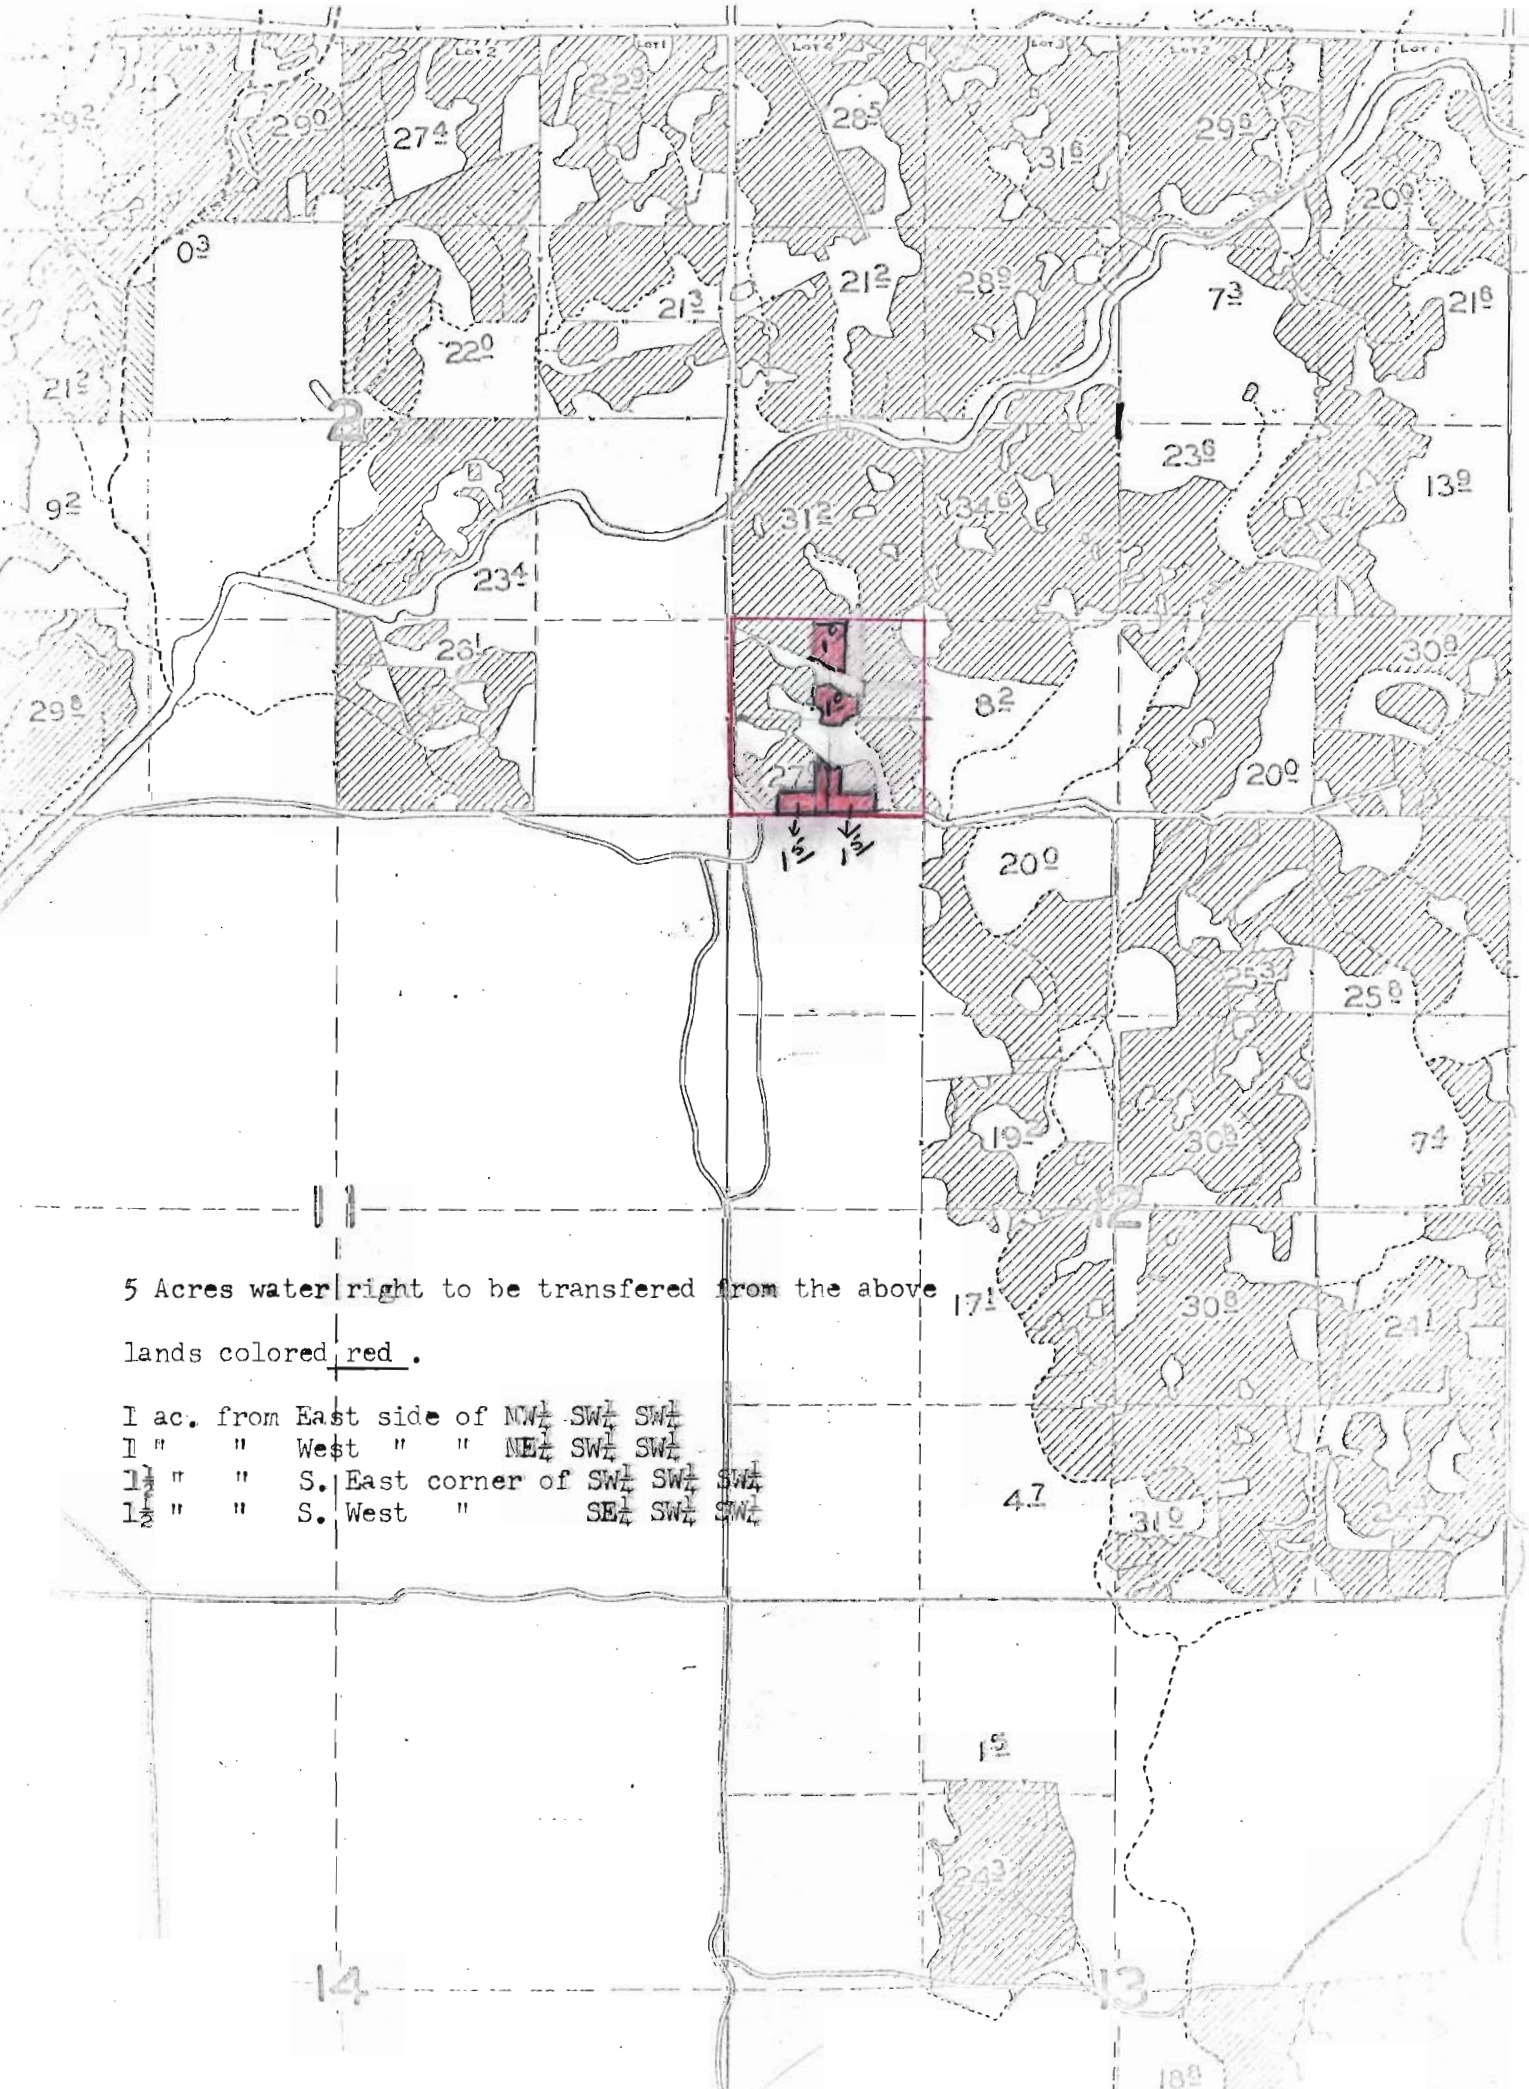 LOT 3 LOT 2 LOT 1 LOT 4 LOT 3 LOT 2 LOT 1
29 2 29 0 27 4 22 9 28 5 31 6 29 6 20 0
0 3 21 3 21 2 28 9 7 3 21 6
21 2 22 0
2 1
9 2 23 4 31 2 34 6 23 6 13 9
29 8 26 1 1 0 8 2 30 8
1 0
27 20 0
1 5 1 5 20 0
25 3 25 8
19 2 30 8 7 4
11 12
5 Acres water right to be transfered from the above
17 1 30 8 24 1
lands colored red .
1 ac. from East side of NW¼ SW¼ SW¼
1 " " West " " NE¼ SW¼ SW¼
1½ " " S. East corner of SW¼ SW¼ SW¼
1½ " " S. West " SE¼ SW¼ SW¼
4 7 31 0
1 5
24 3
14 13
18 8